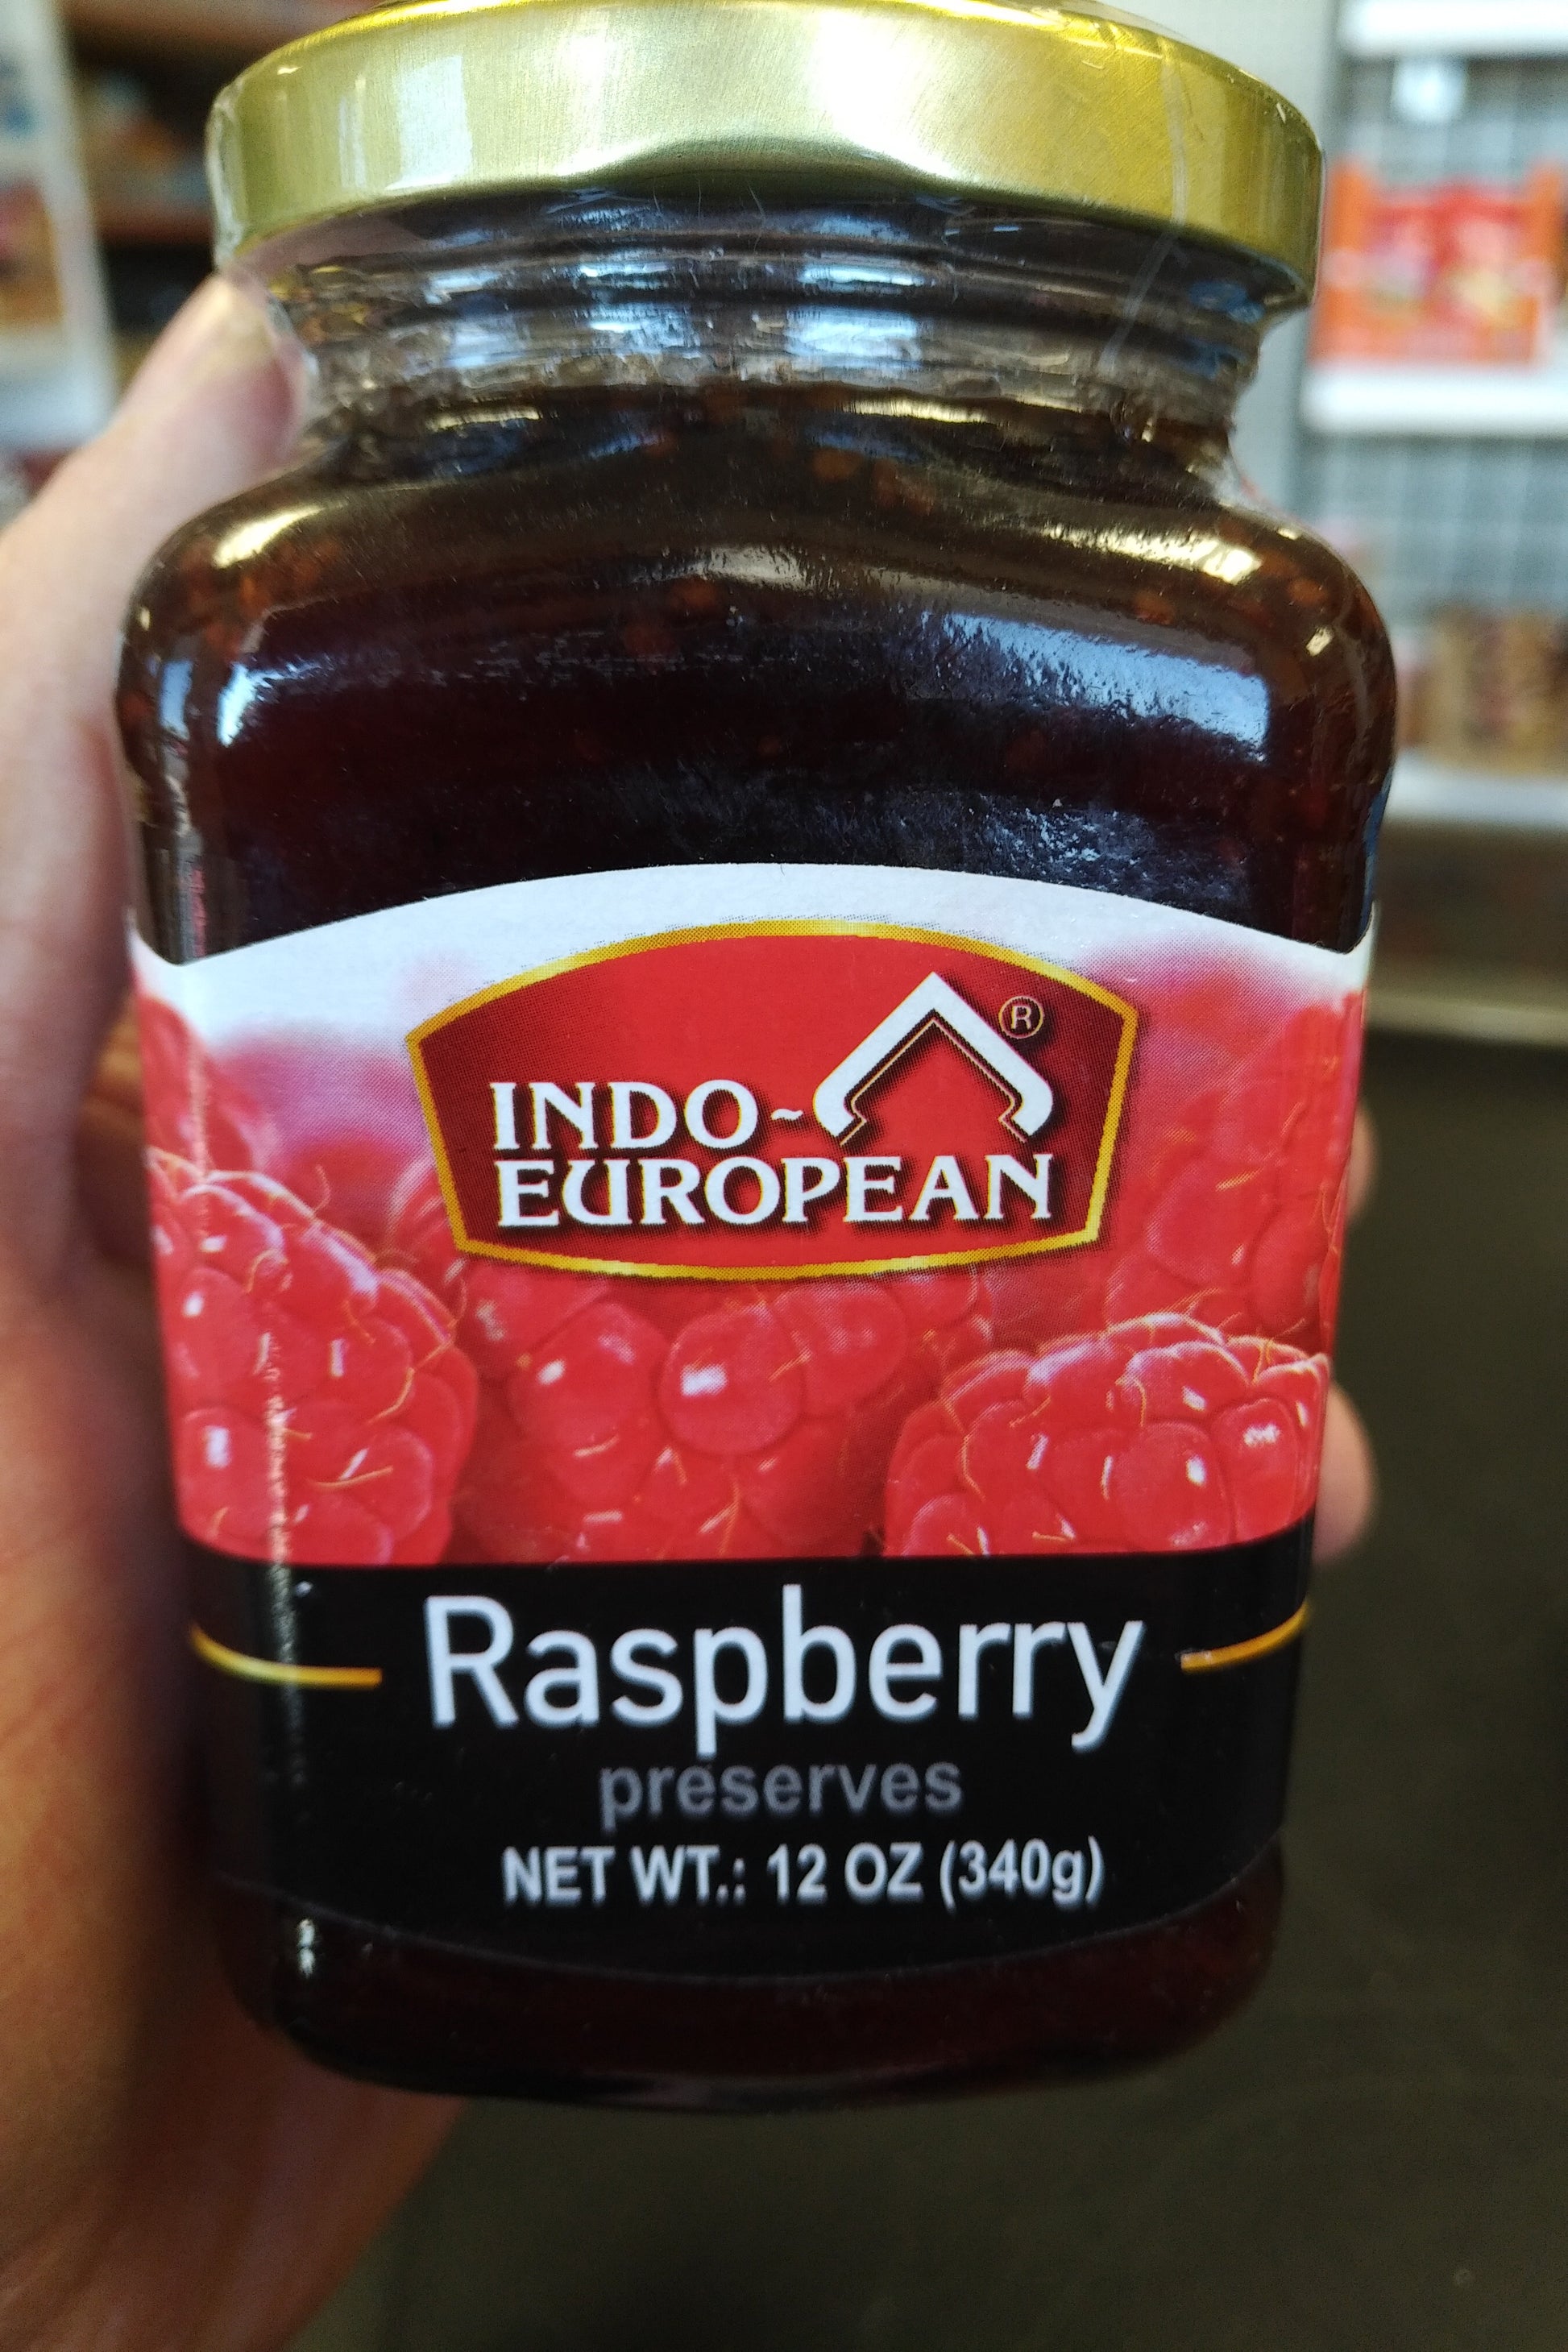 INDO~
EUROPEAN
®
Raspberry
preserves
NET WT.: 12 OZ (340g)